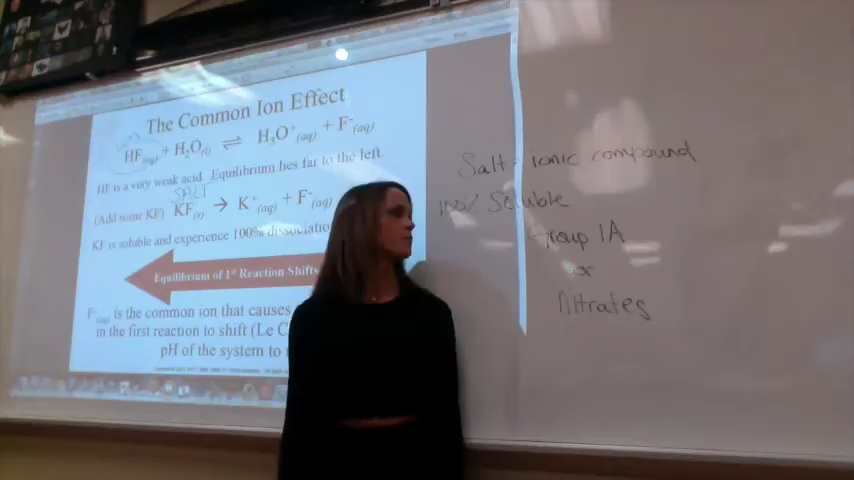 The Common Ion Effect
HF(aq) + H₂O(l) ⇌ H₃O⁺(aq) + F⁻(aq)
HF is a very weak acid. Equilibrium lies far to the left.
SALT
(Add some KF) KF(s) → K⁺(aq) + F⁻(aq)
KF is soluble and experience 100% dissociatio
Equilibrium of 1st Reaction Shifts
F⁻(aq) is the common ion that causes
in the first reaction to shift (Le C
pH of the system to
Salt = ionic compound
100% Soluble
group 1A
or
Nitrates